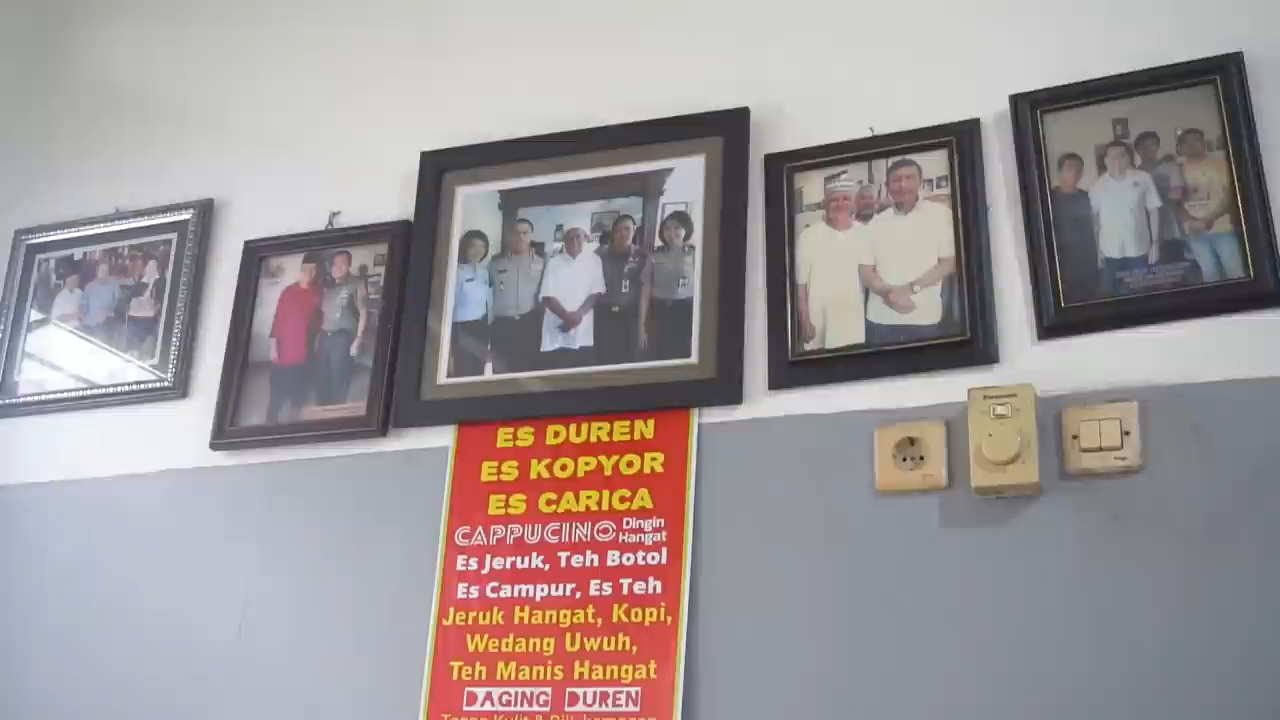 ES DUREN
ES KOPYOR
ES CARICA
CAPPUCINO Dingin Hangat
Es Jeruk, Teh Botol
Es Campur, Es Teh
Jeruk Hangat, Kopi,
Wedang Uwuh,
Teh Manis Hangat
DAGING DUREN
Panasonic